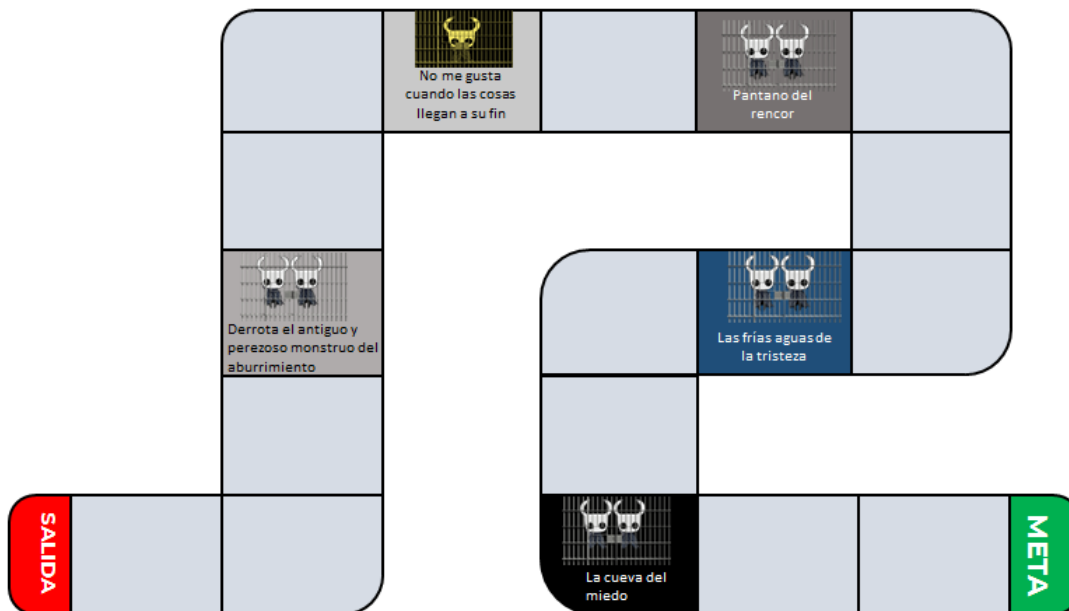 No me gusta
cuando las cosas
llegan a su fin
Pantano del
rencor
Derrota el antiguo y
perezoso monstruo del
aburrimiento
Las frías aguas de
la tristeza
SALIDA
La cueva del
miedo
META